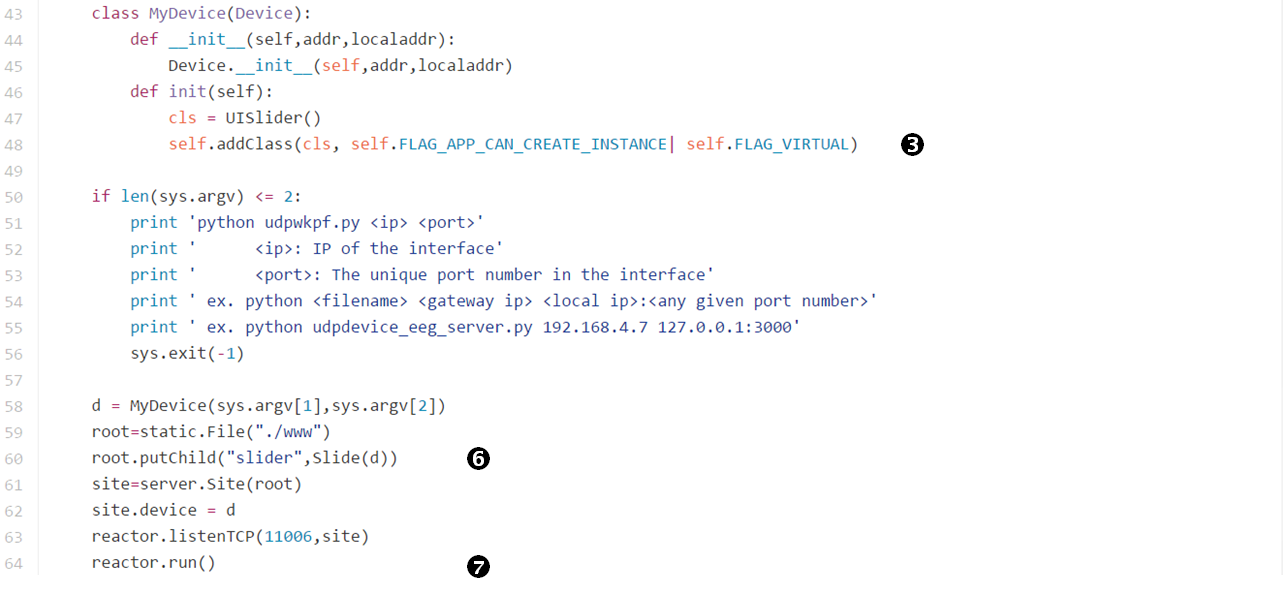 43 class MyDevice(Device):
44 def __init__(self,addr,localaddr):
45 Device.__init__(self,addr,localaddr)
46 def init(self):
47 cls = UISlider()
48 self.addClass(cls, self.FLAG_APP_CAN_CREATE_INSTANCE| self.FLAG_VIRTUAL) ❸
49
50 if len(sys.argv) <= 2:
51 print 'python udpwkpf.py <ip> <port>'
52 print '      <ip>: IP of the interface'
53 print '      <port>: The unique port number in the interface'
54 print ' ex. python <filename> <gateway ip> <local ip>:<any given port number>'
55 print ' ex. python udpdevice_eeg_server.py 192.168.4.7 127.0.0.1:3000'
56 sys.exit(-1)
57
58 d = MyDevice(sys.argv[1],sys.argv[2])
59 root=static.File("./www")
60 root.putChild("slider",Slide(d)) ❻
61 site=server.Site(root)
62 site.device = d
63 reactor.listenTCP(11006,site)
64 reactor.run() ❼